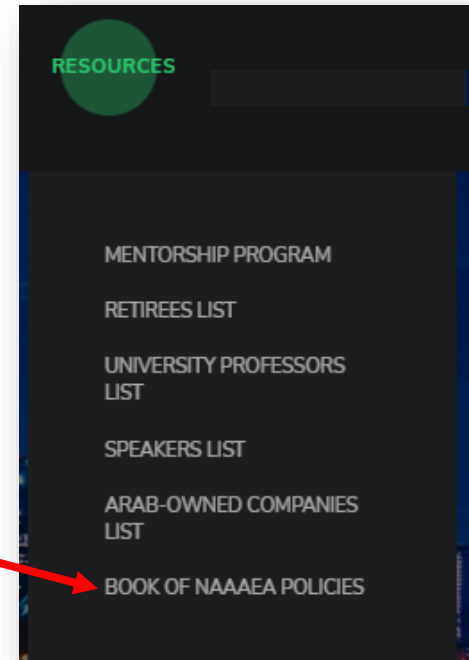 RESOURCES
MENTORSHIP PROGRAM
RETIREES LIST
UNIVERSITY PROFESSORS
LIST
SPEAKERS LIST
ARAB-OWNED COMPANIES
LIST
BOOK OF NAAAEA POLICIES